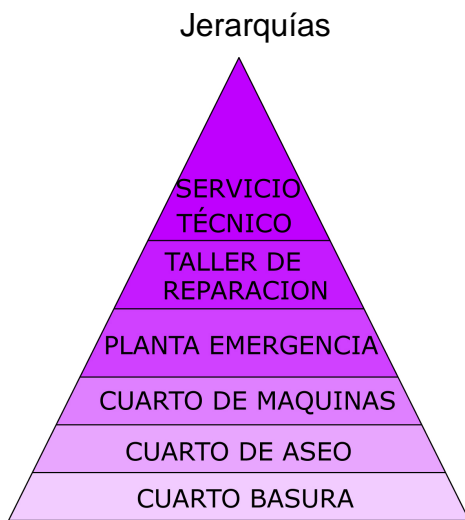 Jerarquías
SERVICIO
TÉCNICO
TALLER DE
REPARACION
PLANTA EMERGENCIA
CUARTO DE MAQUINAS
CUARTO DE ASEO
CUARTO BASURA